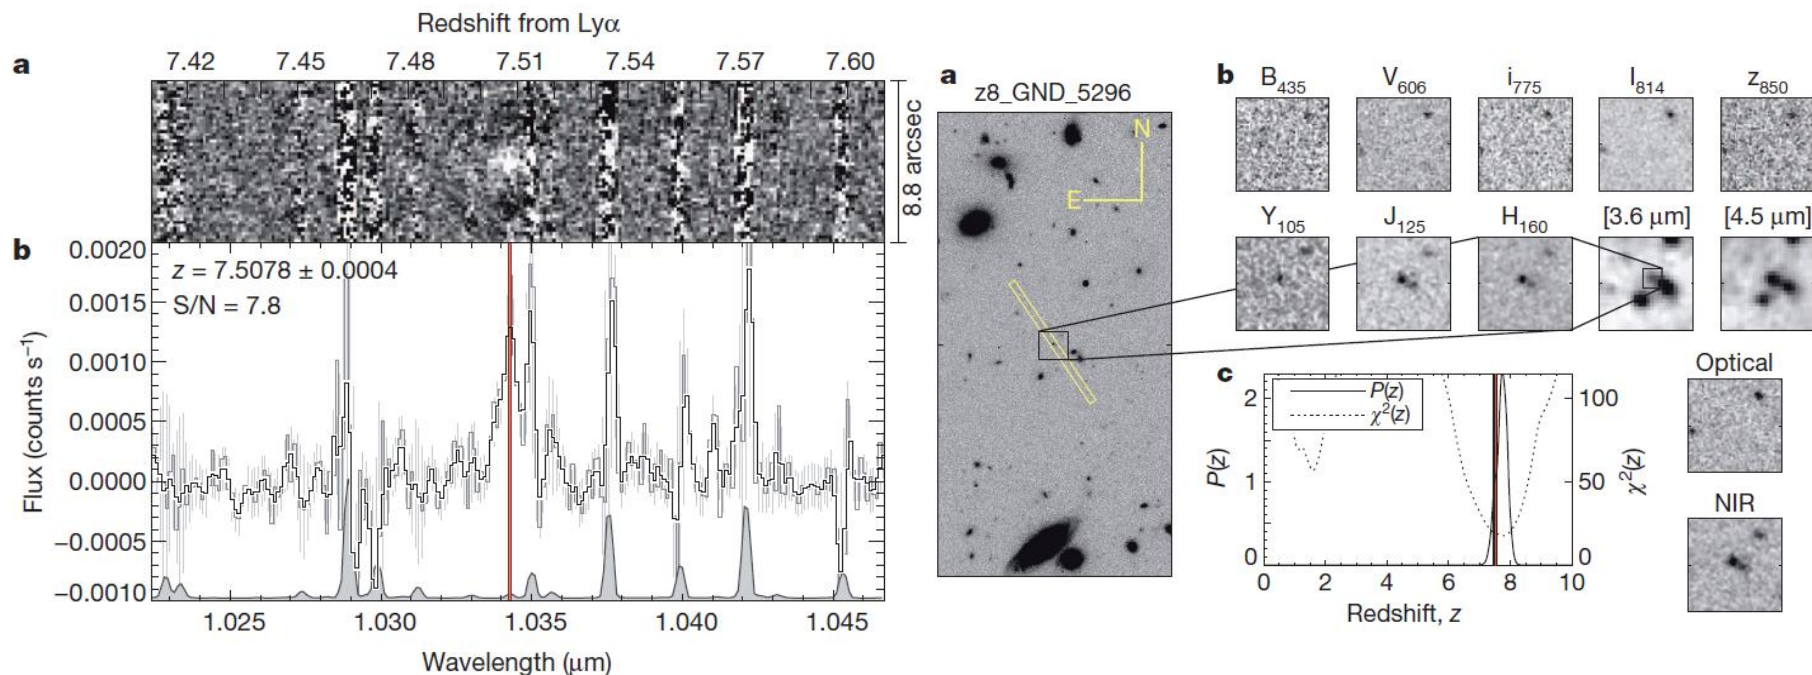 Redshift from Lyα
a
7.42 7.45 7.48 7.51 7.54 7.57 7.60
8.8 arcsec
b
z = 7.5078 ± 0.0004
S/N = 7.8
0.0020
0.0015
0.0010
0.0005
0.0000
−0.0005
−0.0010
Flux (counts s⁻¹)
1.025 1.030 1.035 1.040 1.045
Wavelength (μm)
a
z8_GND_5296
N
E
b
B₄₃₅ V₆₀₆ i₇₇₅ I₈₁₄ z₈₅₀
Y₁₀₅ J₁₂₅ H₁₆₀ [3.6 μm] [4.5 μm]
c
P(z)
χ²(z)
2
1
0
P(z)
100
50
0
χ²(z)
0 2 4 6 8 10
Redshift, z
Optical
NIR